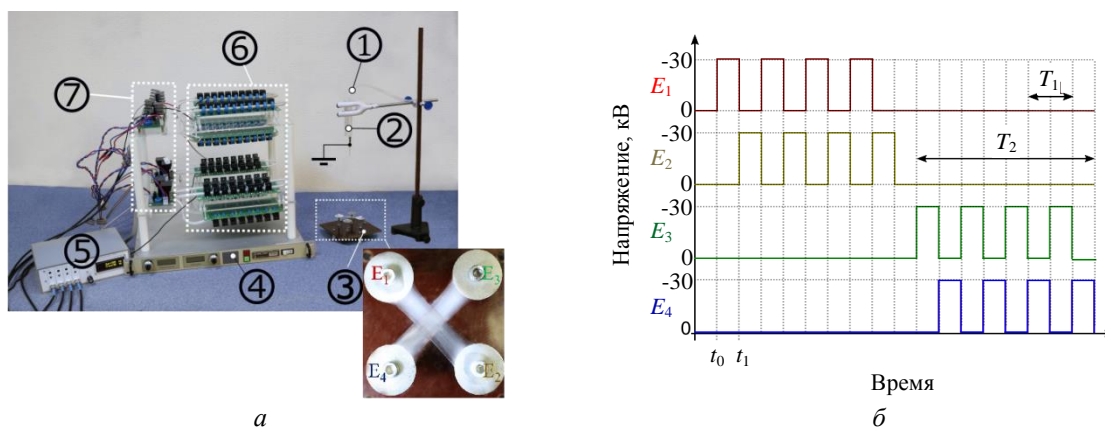 ① 
⑥
⑦
②
⑤
④
③
E1
E3
E4
E2
а
Напряжение, кВ
-30
E1
0
T1
-30
E2
0
T2
-30
E3
0
-30
E4
0
t0 t1
Время
б